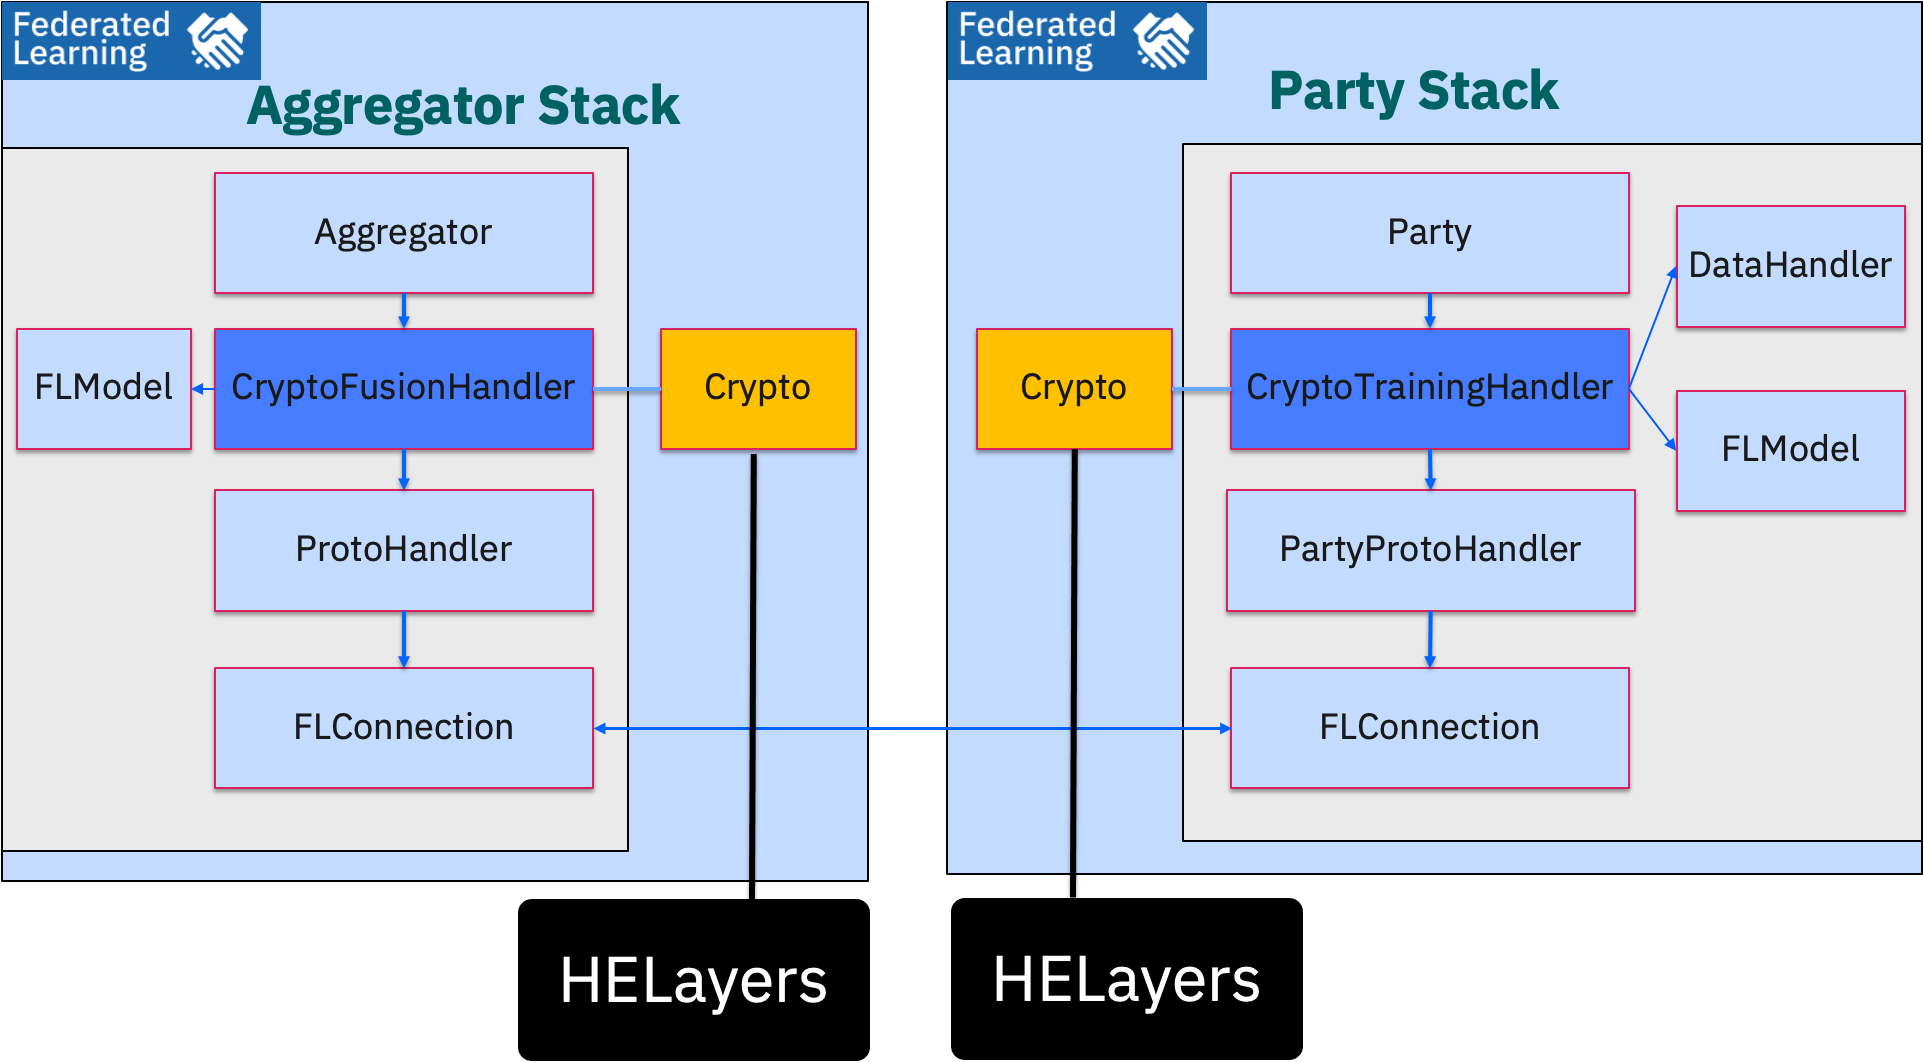 Federated
Learning
Aggregator Stack
Aggregator
FLModel
CryptoFusionHandler
Crypto
ProtoHandler
FLConnection
HELayers
Federated
Learning
Party Stack
Party
DataHandler
Crypto
CryptoTrainingHandler
FLModel
PartyProtoHandler
FLConnection
HELayers